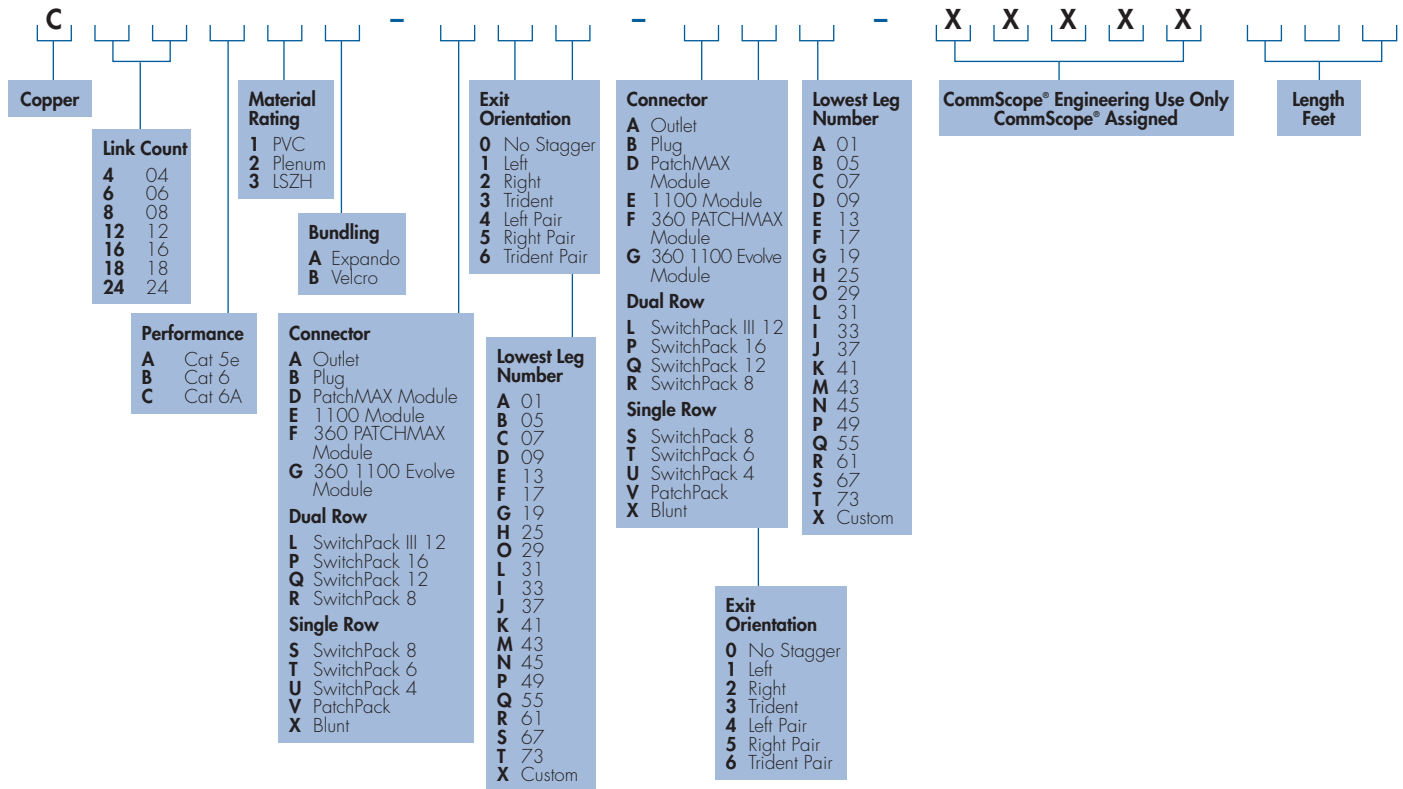 C – – – X X X X X
Copper
Link Count
4 04
6 06
8 08
12 12
16 16
18 18
24 24
Performance
A Cat 5e
B Cat 6
C Cat 6A
Material
Rating
1 PVC
2 Plenum
3 LSZH
Bundling
A Expando
B Velcro
Connector
A Outlet
B Plug
D PatchMAX Module
E 1100 Module
F 360 PATCHMAX
Module
G 360 1100 Evolve
Module
Dual Row
L SwitchPack III 12
P SwitchPack 16
Q SwitchPack 12
R SwitchPack 8
Single Row
S SwitchPack 8
T SwitchPack 6
U SwitchPack 4
V PatchPack
X Blunt
Exit
Orientation
0 No Stagger
1 Left
2 Right
3 Trident
4 Left Pair
5 Right Pair
6 Trident Pair
Lowest Leg
Number
A 01
B 05
C 07
D 09
E 13
F 17
G 19
H 25
O 29
L 31
I 33
J 37
K 41
M 43
N 45
P 49
Q 55
R 61
S 67
T 73
X Custom
Connector
A Outlet
B Plug
D PatchMAX
Module
E 1100 Module
F 360 PATCHMAX
Module
G 360 1100 Evolve
Module
Dual Row
L SwitchPack III 12
P SwitchPack 16
Q SwitchPack 12
R SwitchPack 8
Single Row
S SwitchPack 8
T SwitchPack 6
U SwitchPack 4
V PatchPack
X Blunt
Exit
Orientation
0 No Stagger
1 Left
2 Right
3 Trident
4 Left Pair
5 Right Pair
6 Trident Pair
Lowest Leg
Number
A 01
B 05
C 07
D 09
E 13
F 17
G 19
H 25
O 29
L 31
I 33
J 37
K 41
M 43
N 45
P 49
Q 55
R 61
S 67
T 73
X Custom
CommScope® Engineering Use Only
CommScope® Assigned
Length
Feet